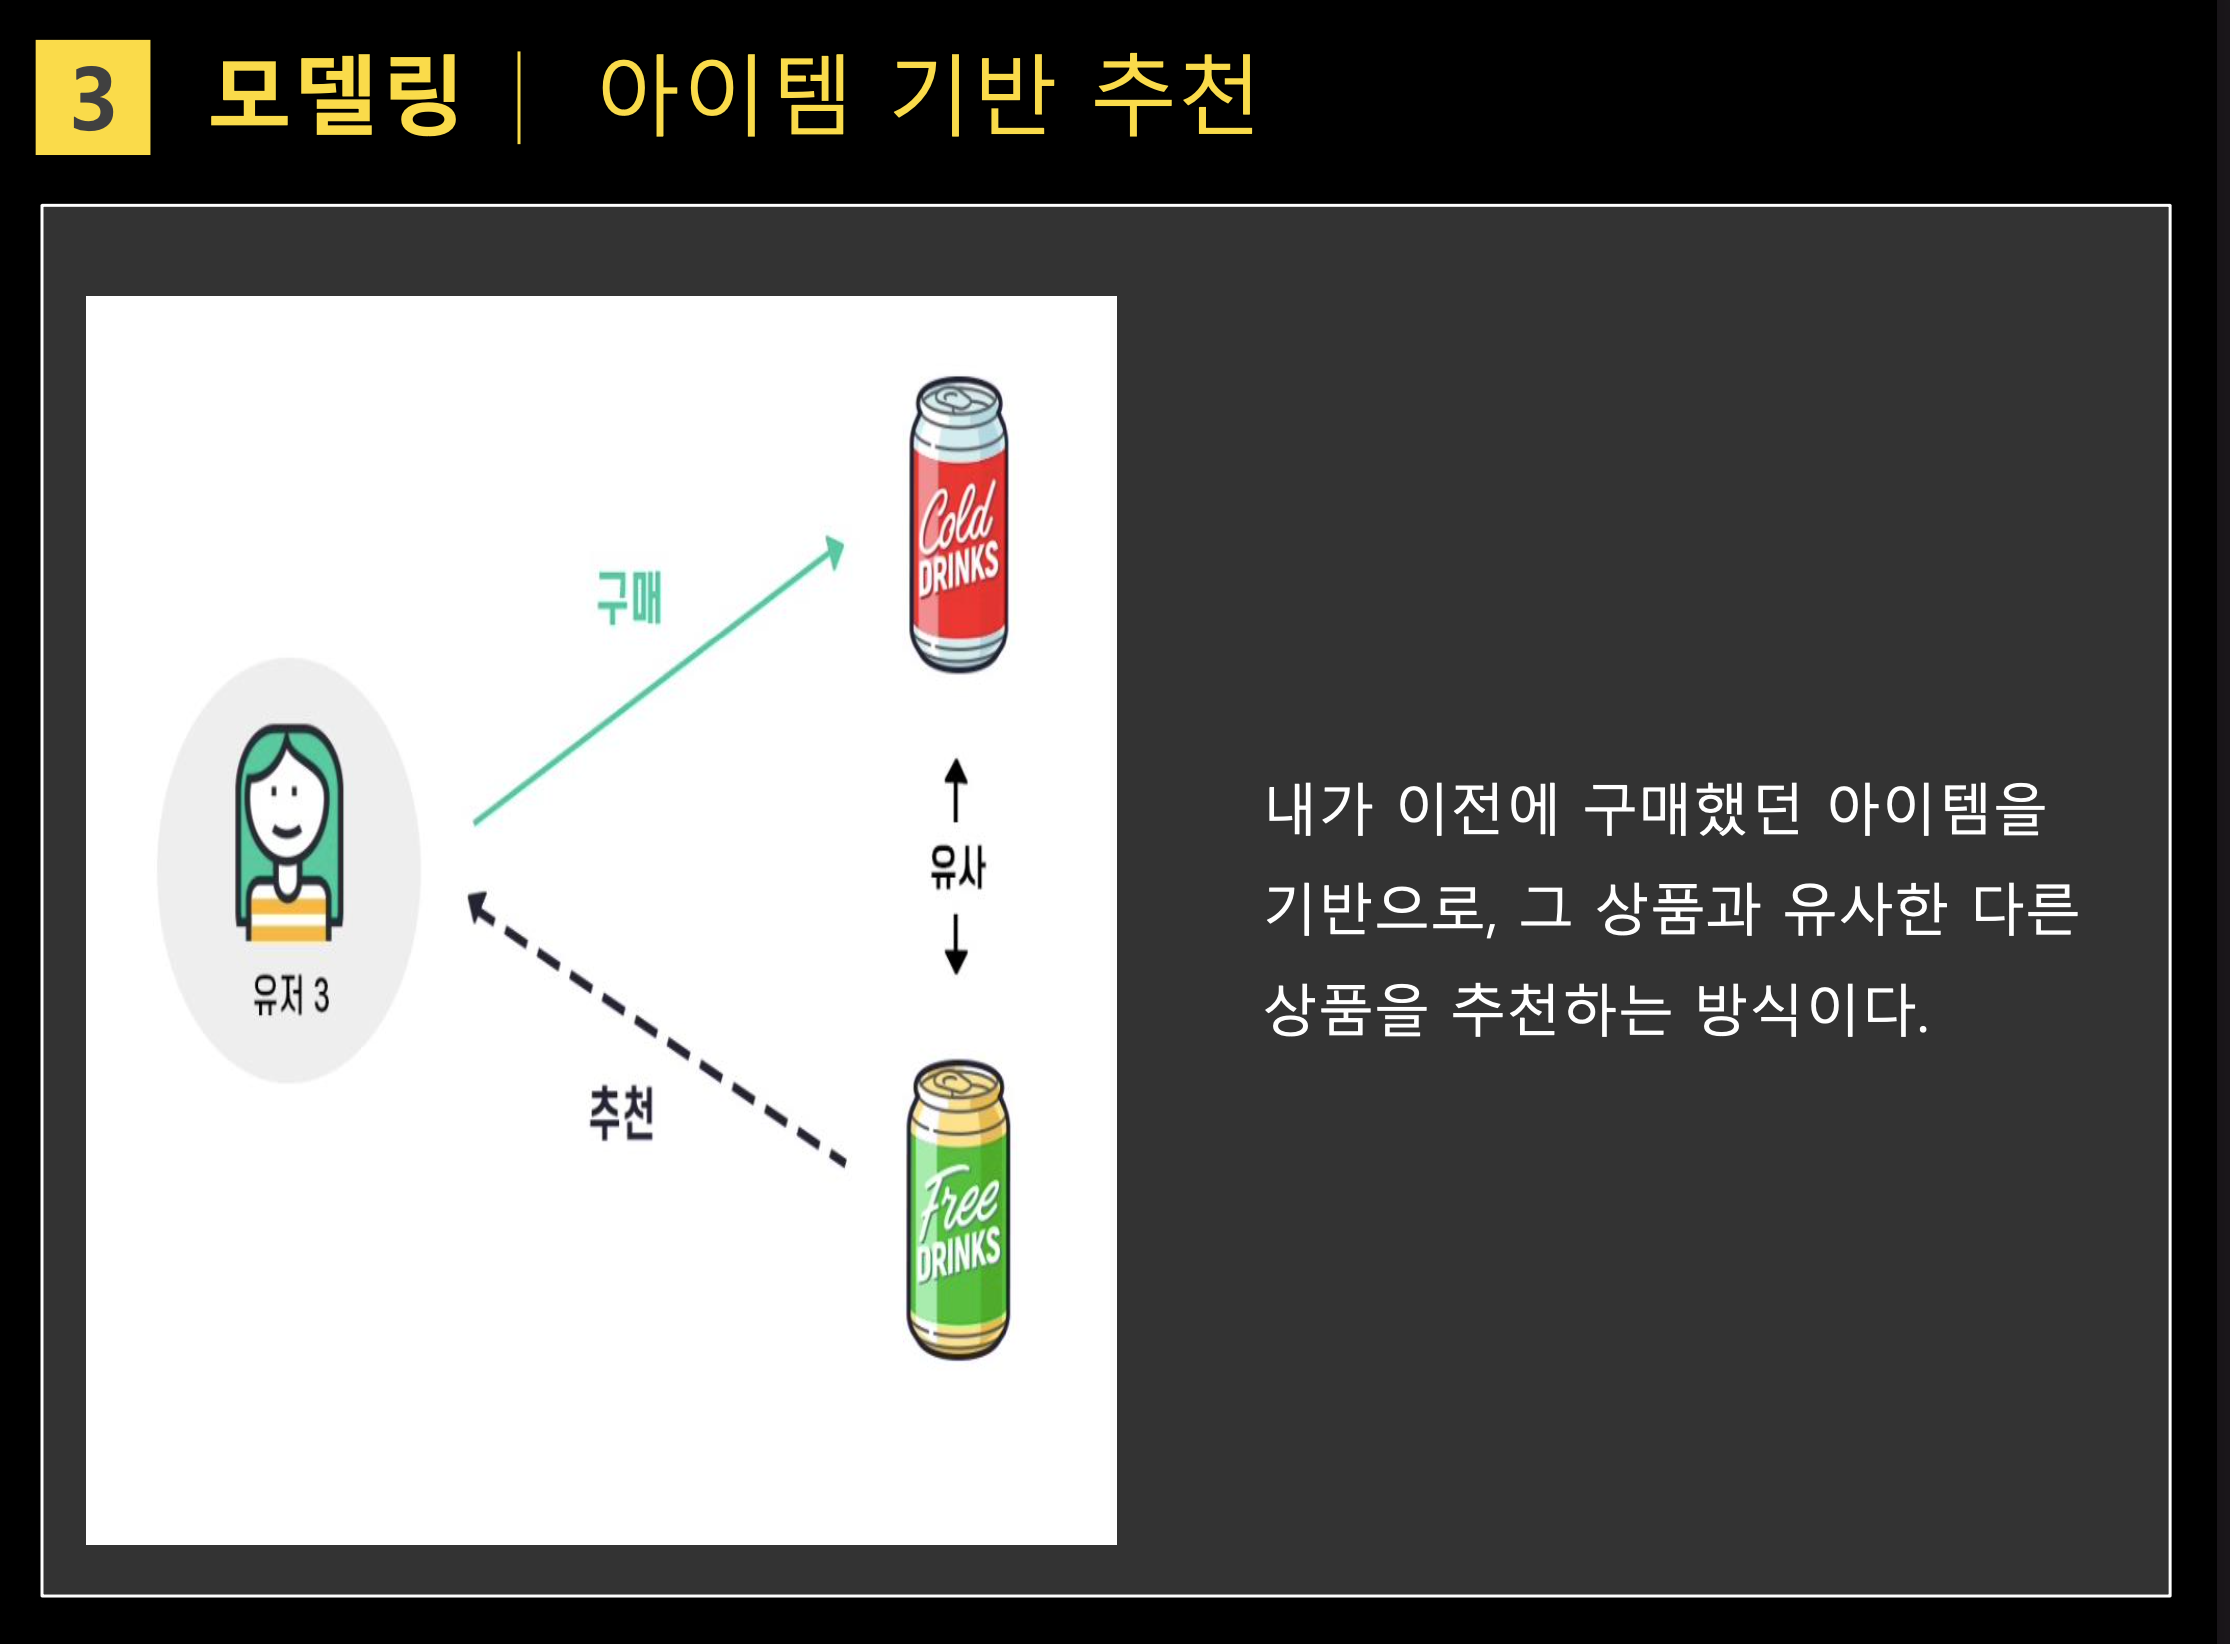 3
모델링
아이템 기반 추천
Cold
DRINKS
구매
유사
유저 3
추천
Free
DRINKS
내가 이전에 구매했던 아이템을
기반으로, 그 상품과 유사한 다른
상품을 추천하는 방식이다.